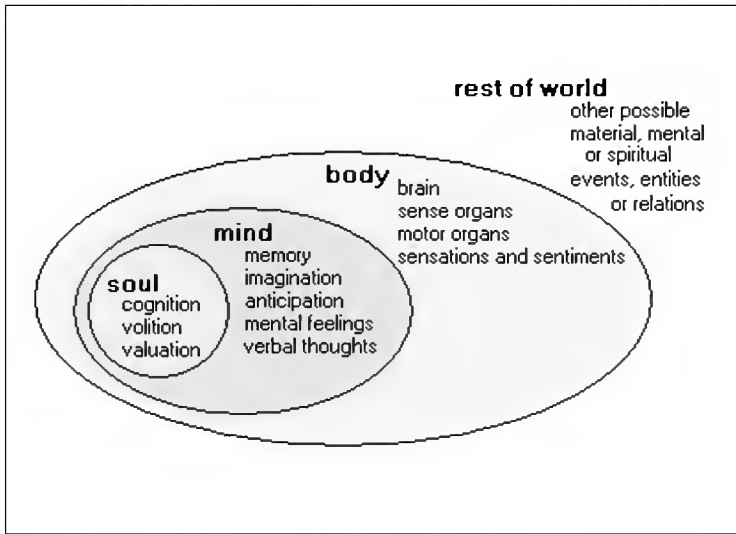 rest of world
other possible
material, mental
or spiritual
events, entities
or relations
body
brain
sense organs
motor organs
sensations and sentiments
mind
memory
imagination
anticipation
mental feelings
verbal thoughts
soul
cognition
volition
valuation